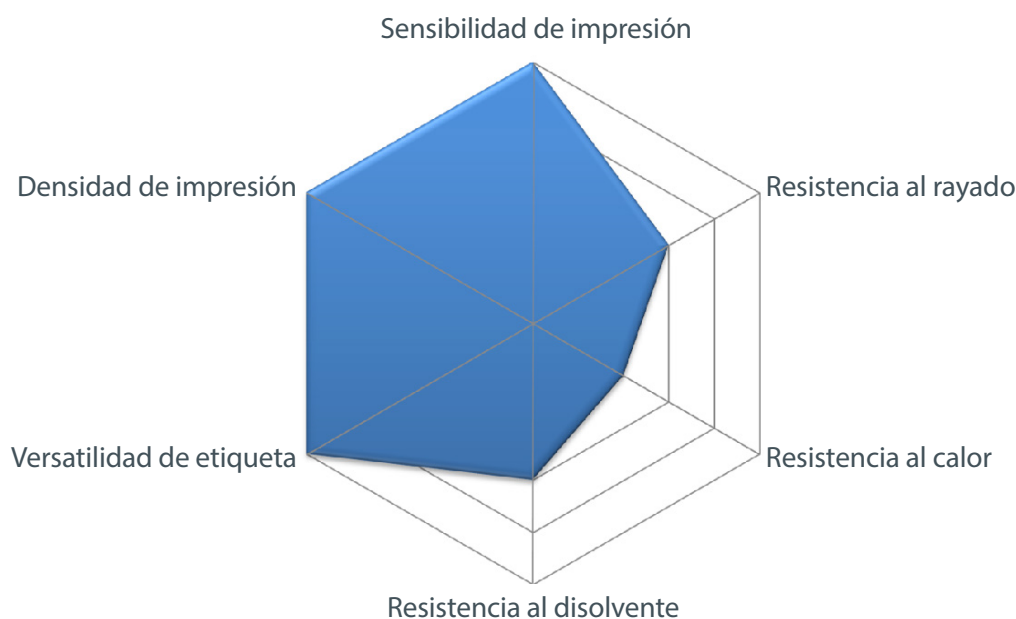 Sensibilidad de impresión
Densidad de impresión
Resistencia al rayado
Versatilidad de etiqueta
Resistencia al calor
Resistencia al disolvente